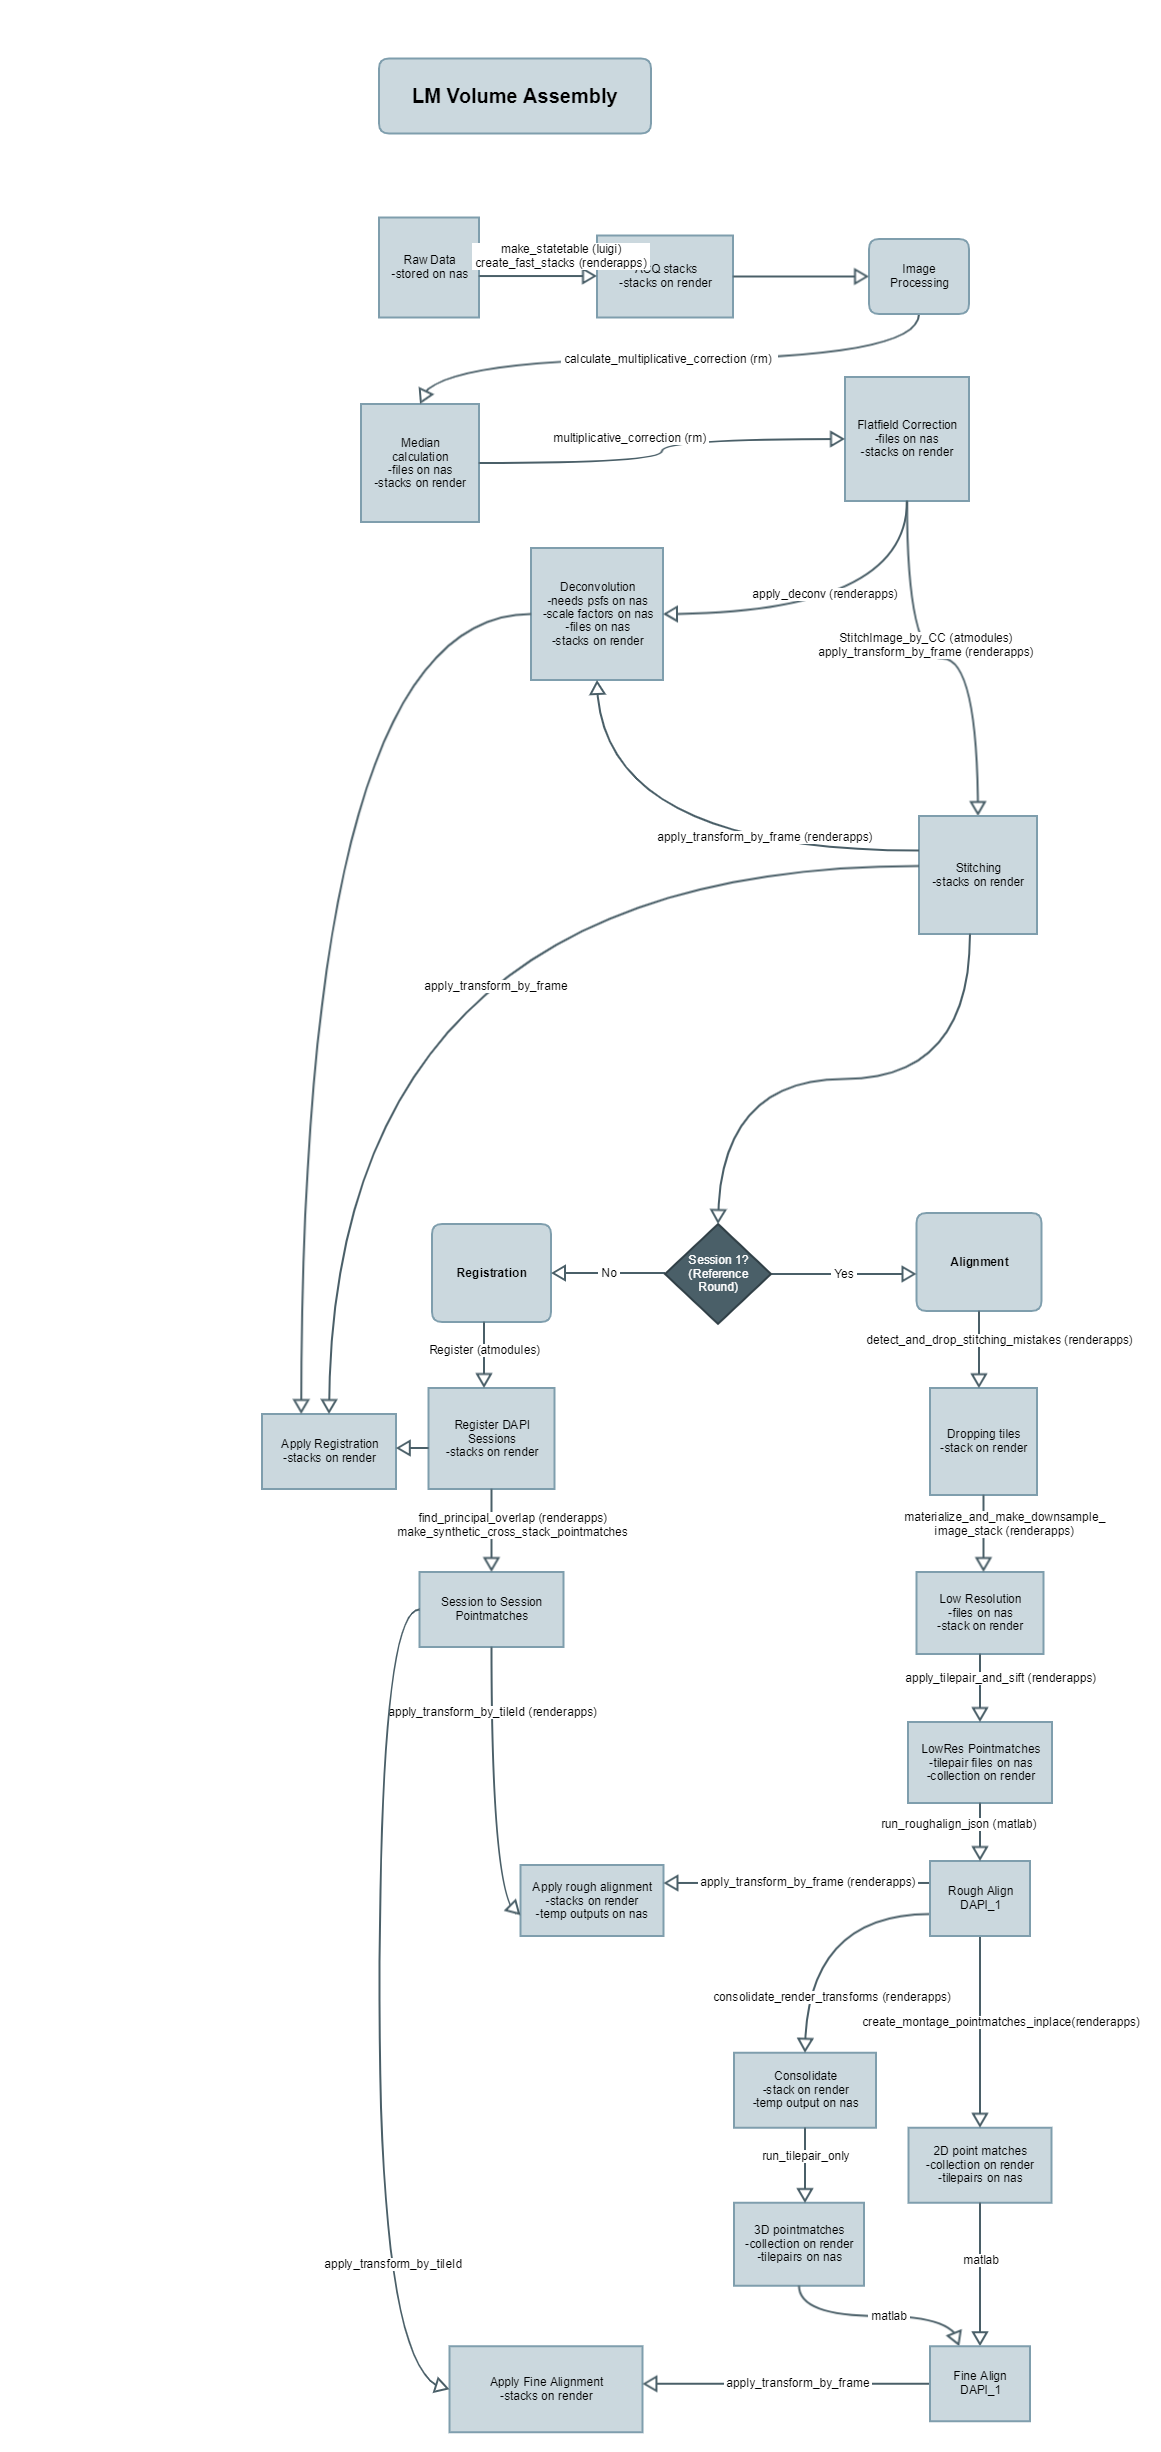 LM Volume Assembly
Raw Data
-stored on nas
make_statetable (luigi)
create_fast_stacks (renderapps)
stacks
-stacks on render
Image
Processing
calculate_multiplicative_correction (rm)
Median
calculation
-files on nas
-stacks on render
multiplicative_correction (rm)
Flatfield Correction
-files on nas
-stacks on render
Deconvolution
-needs psfs on nas
-scale factors on nas
-files on nas
-stacks on render
apply_deconv (renderapps)
StitchImage_by_CC (atmodules)
apply_transform_by_frame (renderapps)
apply_transform_by_frame (renderapps)
Stitching
-stacks on render
apply_transform_by_frame
Registration
No
Session 1?
(Reference
Round)
Yes
Alignment
Register (atmodules)
detect_and_drop_stitching_mistakes (renderapps)
Apply Registration
-stacks on render
Register DAPI
Sessions
-stacks on render
Dropping tiles
-stack on render
find_principal_overlap (renderapps)
make_synthetic_cross_stack_pointmatches
materialize_and_make_downsample_
image_stack (renderapps)
Session to Session
Pointmatches
Low Resolution
-files on nas
-stack on render
apply_tilepair_and_sift (renderapps)
apply_transform_by_tileId (renderapps)
LowRes Pointmatches
-tilepair files on nas
-collection on render
run_roughalign_json (matlab)
Apply rough alignment
-stacks on render
-temp outputs on nas
apply_transform_by_frame (renderapps)
Rough Align
DAPI_1
consolidate_render_transforms (renderapps)
create_montage_pointmatches_inplace(renderapps)
Consolidate
-stack on render
-temp output on nas
run_tilepair_only
2D point matches
-collection on render
-tilepairs on nas
3D pointmatches
-collection on render
-tilepairs on nas
matlab
apply_transform_by_tileId
matlab
Apply Fine Alignment
-stacks on render
apply_transform_by_frame
Fine Align
DAPI_1